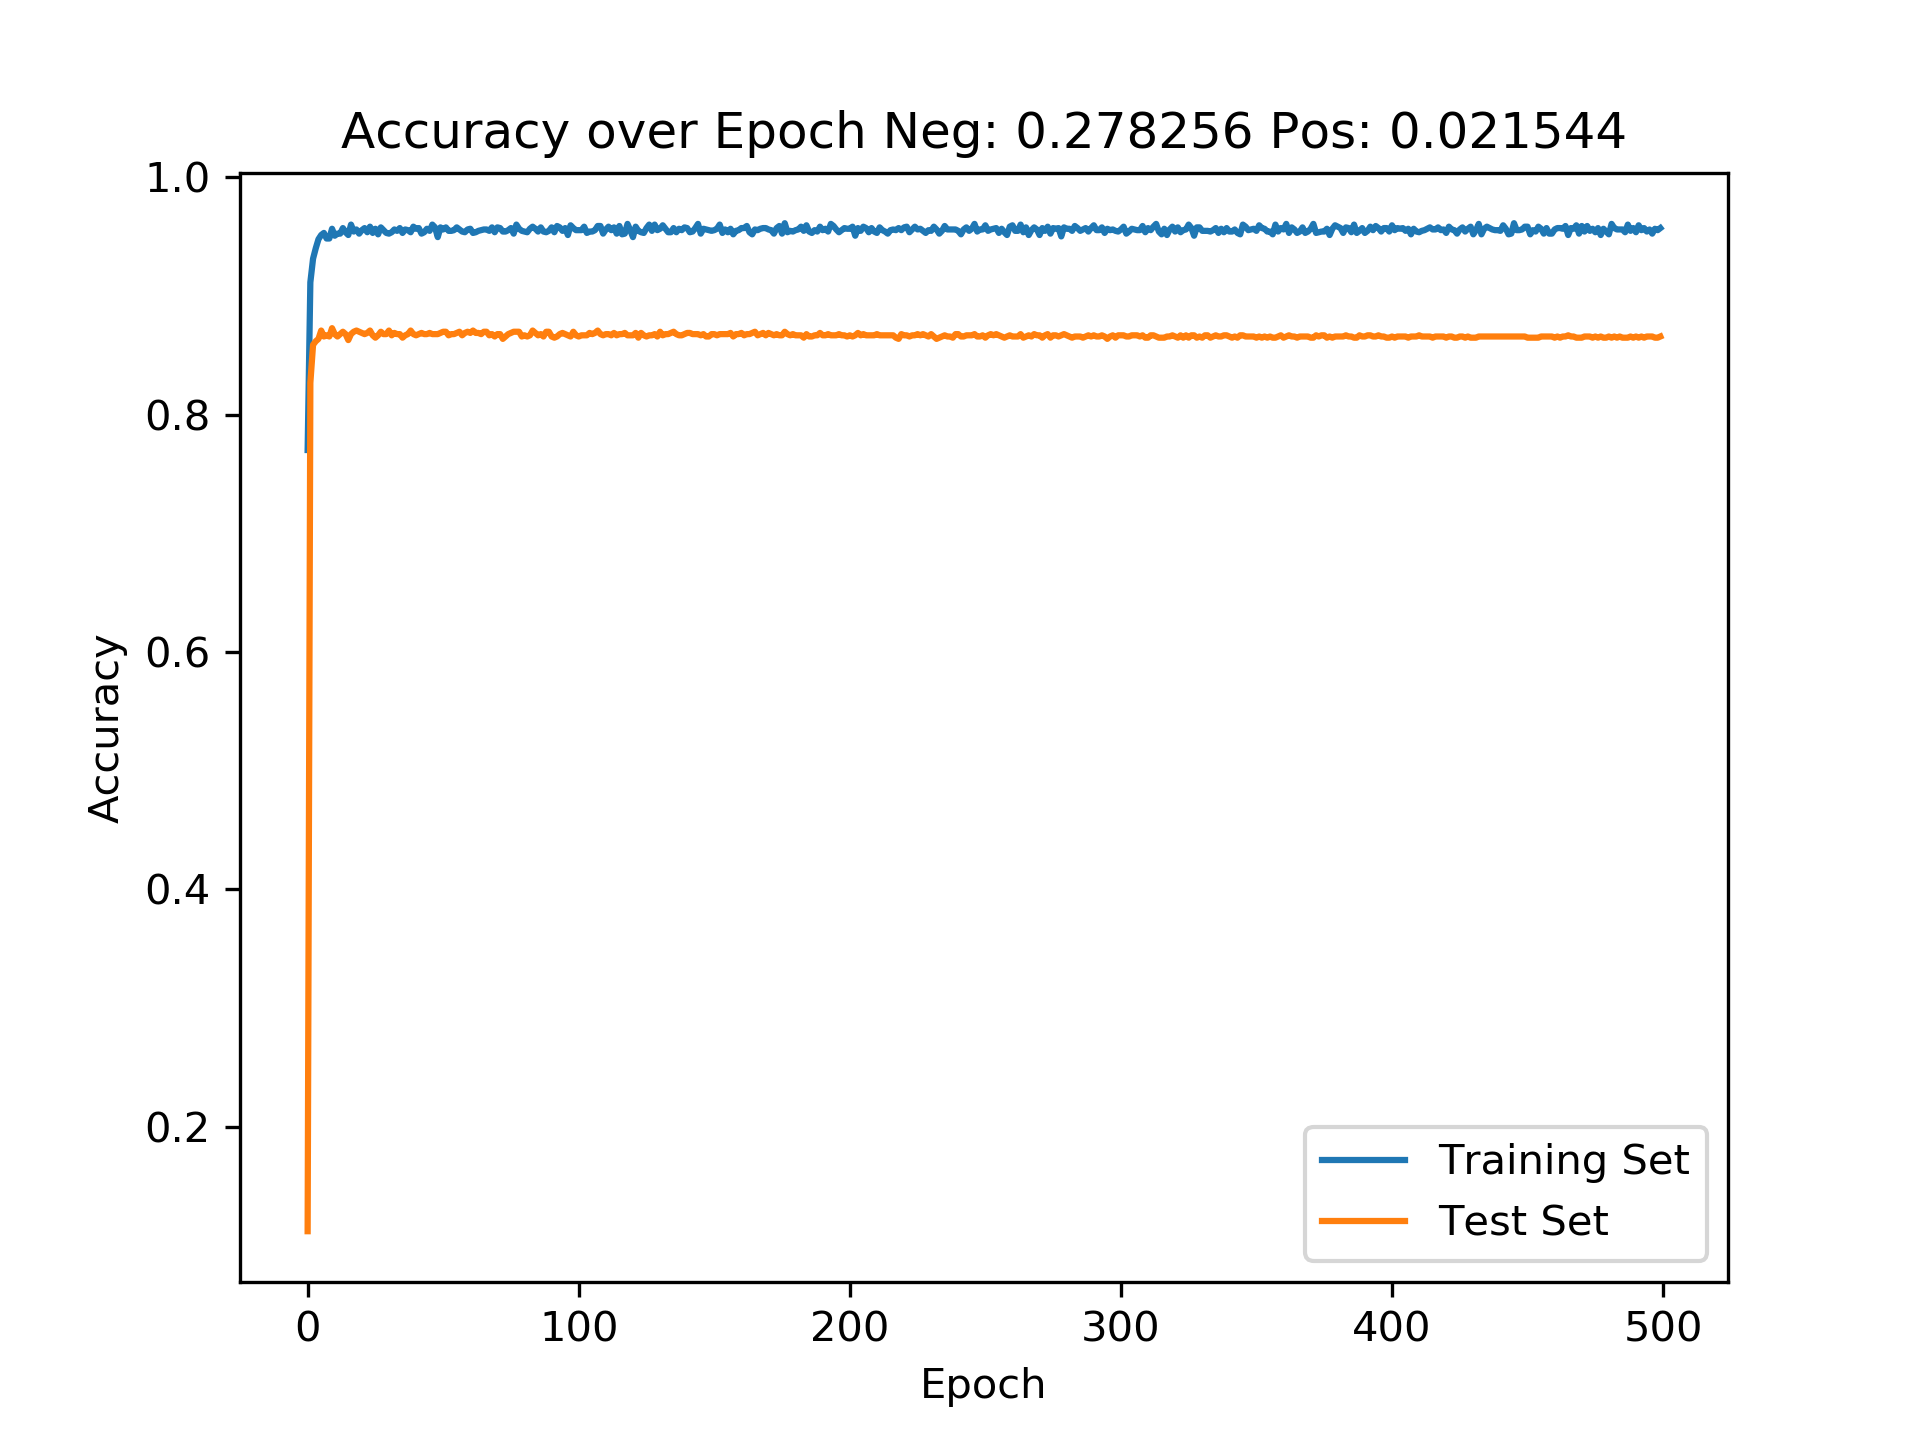 Accuracy over Epoch Neg: 0.278256 Pos: 0.021544
1.0
0.8
0.6
0.4
0.2
Accuracy
Training Set
Test Set
0 100 200 300 400 500
Epoch